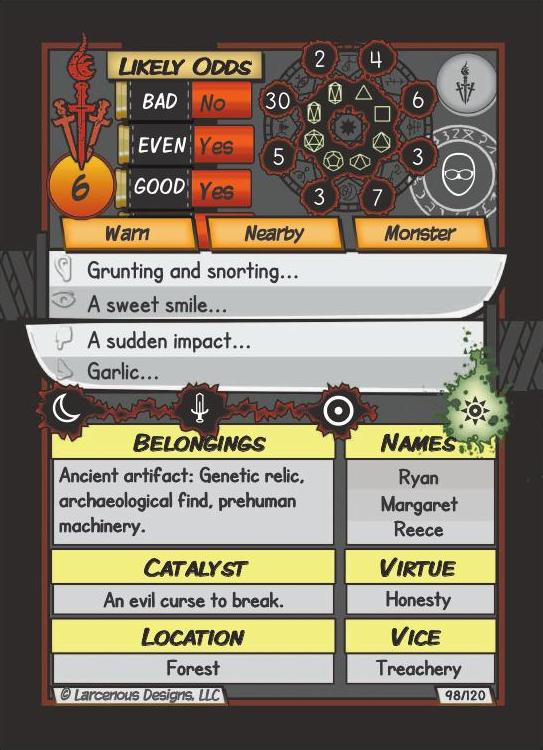 LIKELY ODDS
BAD No
EVEN Yes
GOOD Yes
6
2
4
6
3
7
3
5
30
Warn Nearby Monster
Grunting and snorting...
A sweet smile...
A sudden impact...
Garlic...
BELONGINGS
Ancient artifact: Genetic relic,
archaeological find, prehuman
machinery.
NAMES
Ryan
Margaret
Reece
CATALYST
An evil curse to break.
VIRTUE
Honesty
LOCATION
Forest
VICE
Treachery
© Larcenous Designs, LLC
98/120